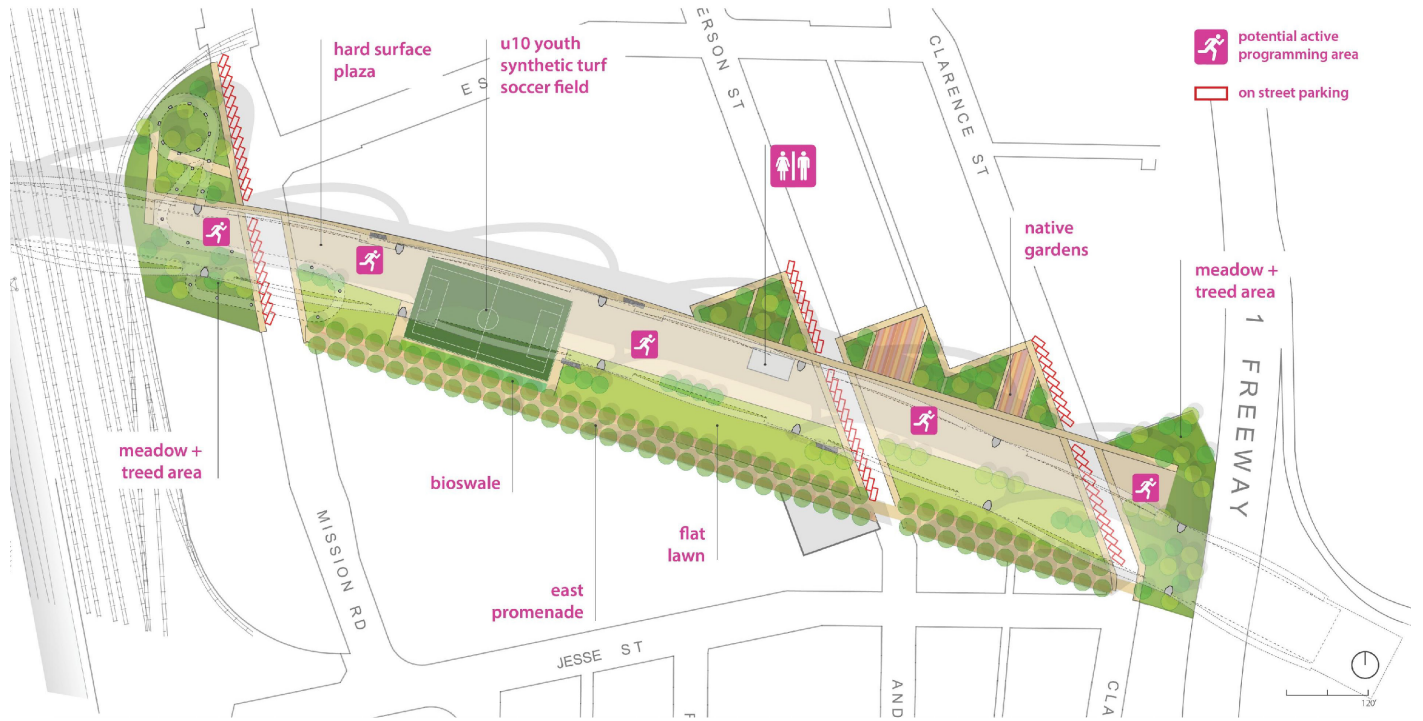 hard surface
plaza
u10 youth
synthetic turf
soccer field
E S
ERSON ST
CLARENCE ST
potential active
programming area
on street parking
native
gardens
meadow +
treed area
1 FREEWAY
meadow +
treed area
bioswale
flat
lawn
east
promenade
MISSION RD
JESSE ST
AND
CLA
120'